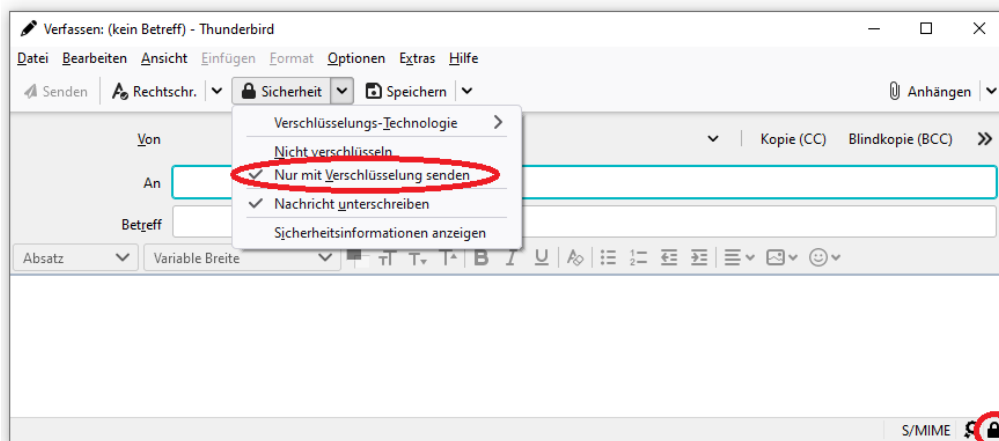 Verfassen: (kein Betreff) - Thunderbird
Datei Bearbeiten Ansicht Einfügen Format Optionen Extras Hilfe
Senden Rechtschr. Sicherheit Speichern Anhängen
Verschlüsselungs-Technologie
Von Kopie (CC) Blindkopie (BCC)
Nicht verschlüsseln
Nur mit Verschlüsselung senden
An
Nachricht unterschreiben
Betreff
Sicherheitsinformationen anzeigen
Absatz Variable Breite
S/MIME